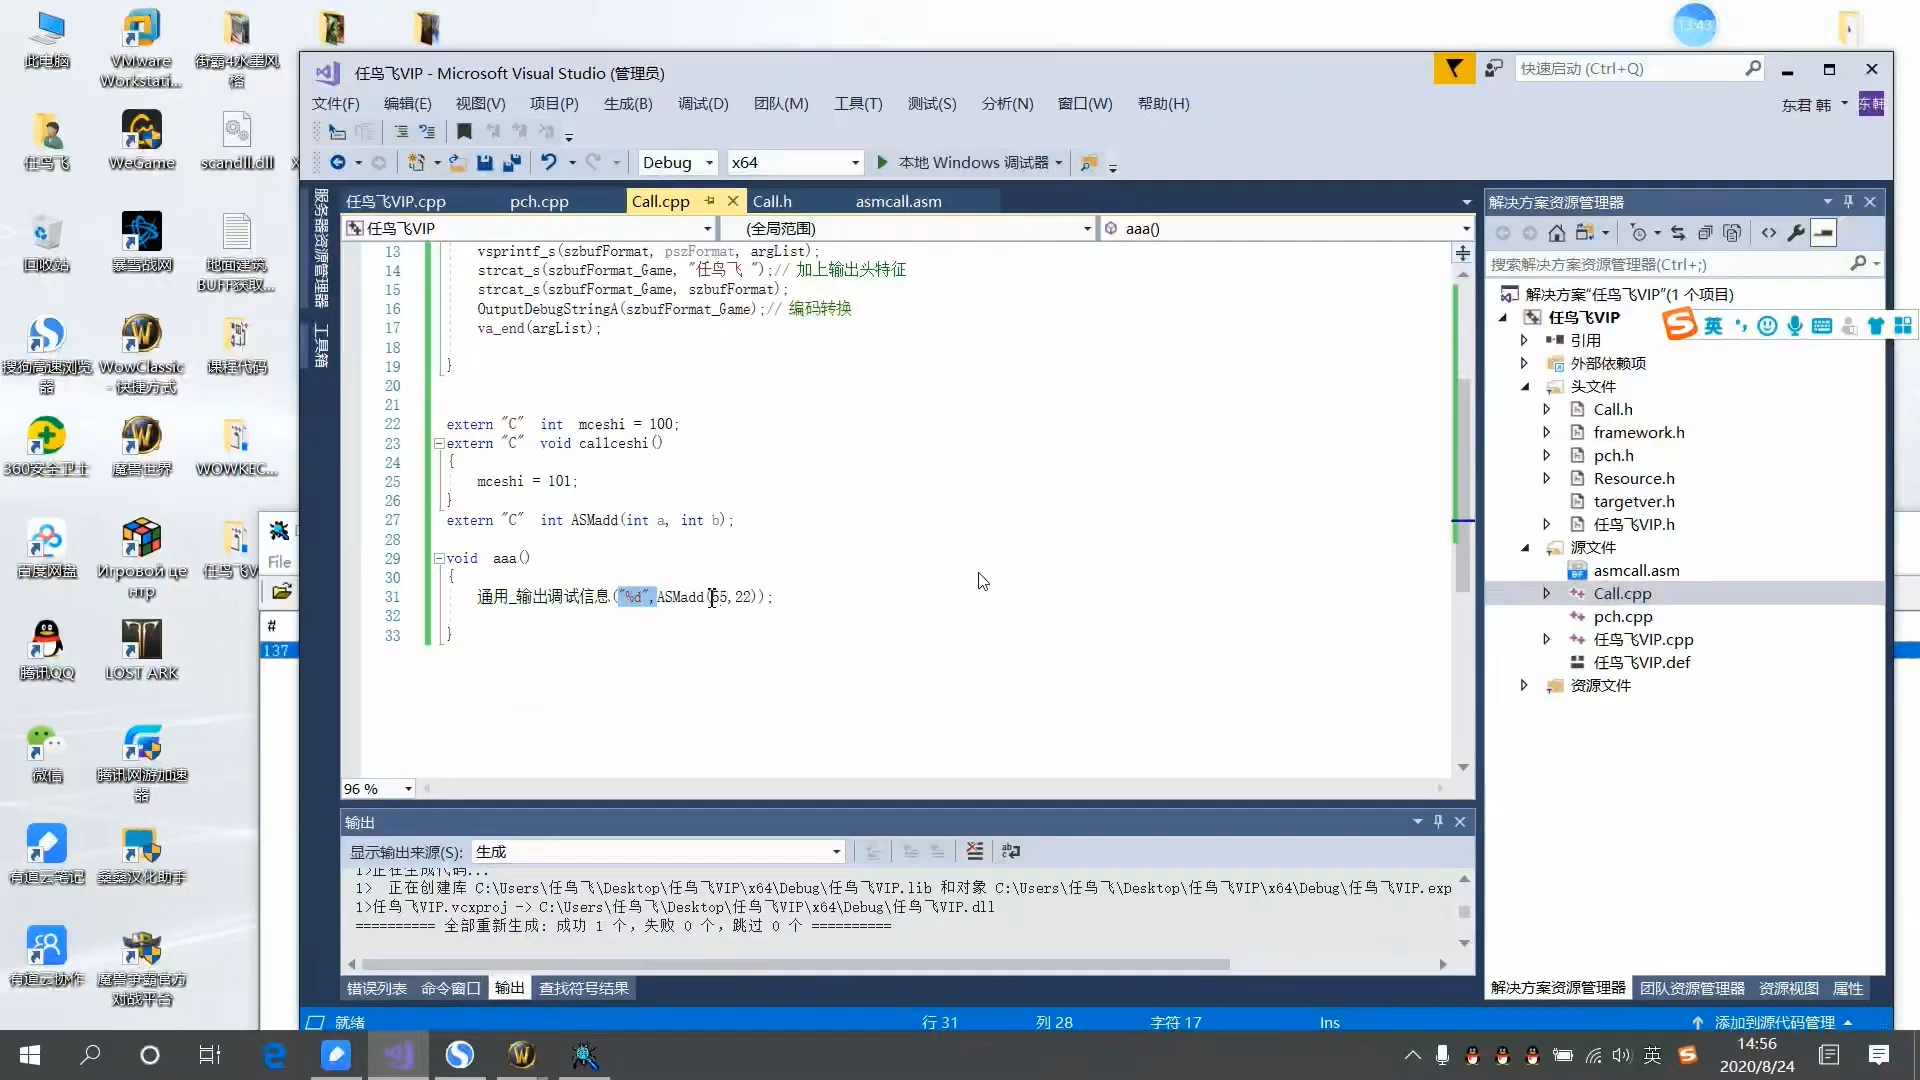 此电脑
VMware
Workstati...
街霸4水墨风
格
任鸟飞
WeGame
scandll.dll
回收站
暴雪战网
地面建筑
BUFF获取...
搜狗高速浏览
器
WowClassic
- 快捷方式
课程代码
360安全卫士
魔兽世界
WOWKEC...
百度网盘
Игровой це
нтр
任鸟飞V
腾讯QQ
LOST ARK
微信
腾讯网游加速
器
有道云笔记
有道云协作
魔兽争霸官方
对战平台
File
#
137
13:43
任鸟飞VIP - Microsoft Visual Studio (管理员)
快速启动 (Ctrl+Q)
文件(F) 编辑(E) 视图(V) 项目(P) 生成(B) 调试(D) 团队(M) 工具(T) 测试(S) 分析(N) 窗口(W) 帮助(H)
东君 韩
东韩
Debug x64 本地 Windows 调试器
服务器资源管理器
工具箱
任鸟飞VIP.cpp pch.cpp Call.cpp Call.h asmcall.asm
任鸟飞VIP (全局范围) aaa()
13 vsprintf_s(szbufFormat, pszFormat, argList);
14 strcat_s(szbufFormat_Game, "任鸟飞 ");// 加上输出头特征
15 strcat_s(szbufFormat_Game, szbufFormat);
16 OutputDebugStringA(szbufFormat_Game);// 编码转换
17 va_end(argList);
18
19 }
20
21
22 extern "C" int mceshi = 100;
23 extern "C" void callceshi()
24 {
25 mceshi = 101;
26 }
27 extern "C" int ASMadd(int a, int b);
28
29 void aaa()
30 {
31 通用_输出调试信息("%d",ASMadd(55,22));
32
33 }
96 %
输出
显示输出来源(S): 生成
1>正在生成代码...
1> 正在创建库 C:\Users\任鸟飞\Desktop\任鸟飞VIP\x64\Debug\任鸟飞VIP.lib 和对象 C:\Users\任鸟飞\Desktop\任鸟飞VIP\x64\Debug\任鸟飞VIP.exp
1>任鸟飞VIP.vcxproj -> C:\Users\任鸟飞\Desktop\任鸟飞VIP\x64\Debug\任鸟飞VIP.dll
========== 全部重新生成: 成功 1 个，失败 0 个，跳过 0 个 ==========
错误列表 命令窗口 输出 查找符号结果
解决方案资源管理器
搜索解决方案资源管理器(Ctrl+;)
解决方案"任鸟飞VIP"(1 个项目)
任鸟飞VIP
引用
外部依赖项
头文件
Call.h
framework.h
pch.h
Resource.h
targetver.h
任鸟飞VIP.h
源文件
asmcall.asm
Call.cpp
pch.cpp
任鸟飞VIP.cpp
任鸟飞VIP.def
资源文件
英
解决方案资源管理器 团队资源管理器 资源视图 属性
就绪 行 31 列 28 字符 17 Ins 添加到源代码管理
英
14:56
2020/8/24